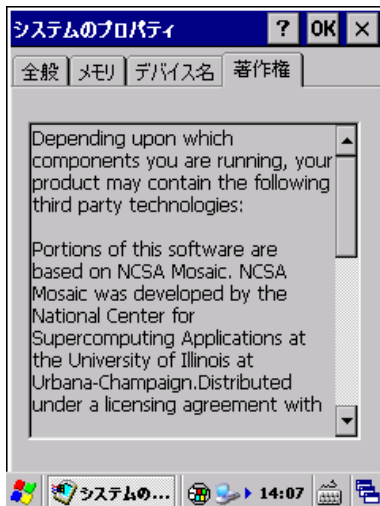 システムのプロパティ ? OK ×
全般 メモリ デバイス名 著作権
Depending upon which
components you are running, your
product may contain the following
third party technologies:
Portions of this software are
based on NCSA Mosaic. NCSA
Mosaic was developed by the
National Center for
Supercomputing Applications at
the University of Illinois at
Urbana-Champaign.Distributed
under a licensing agreement with
システムの... 14:07